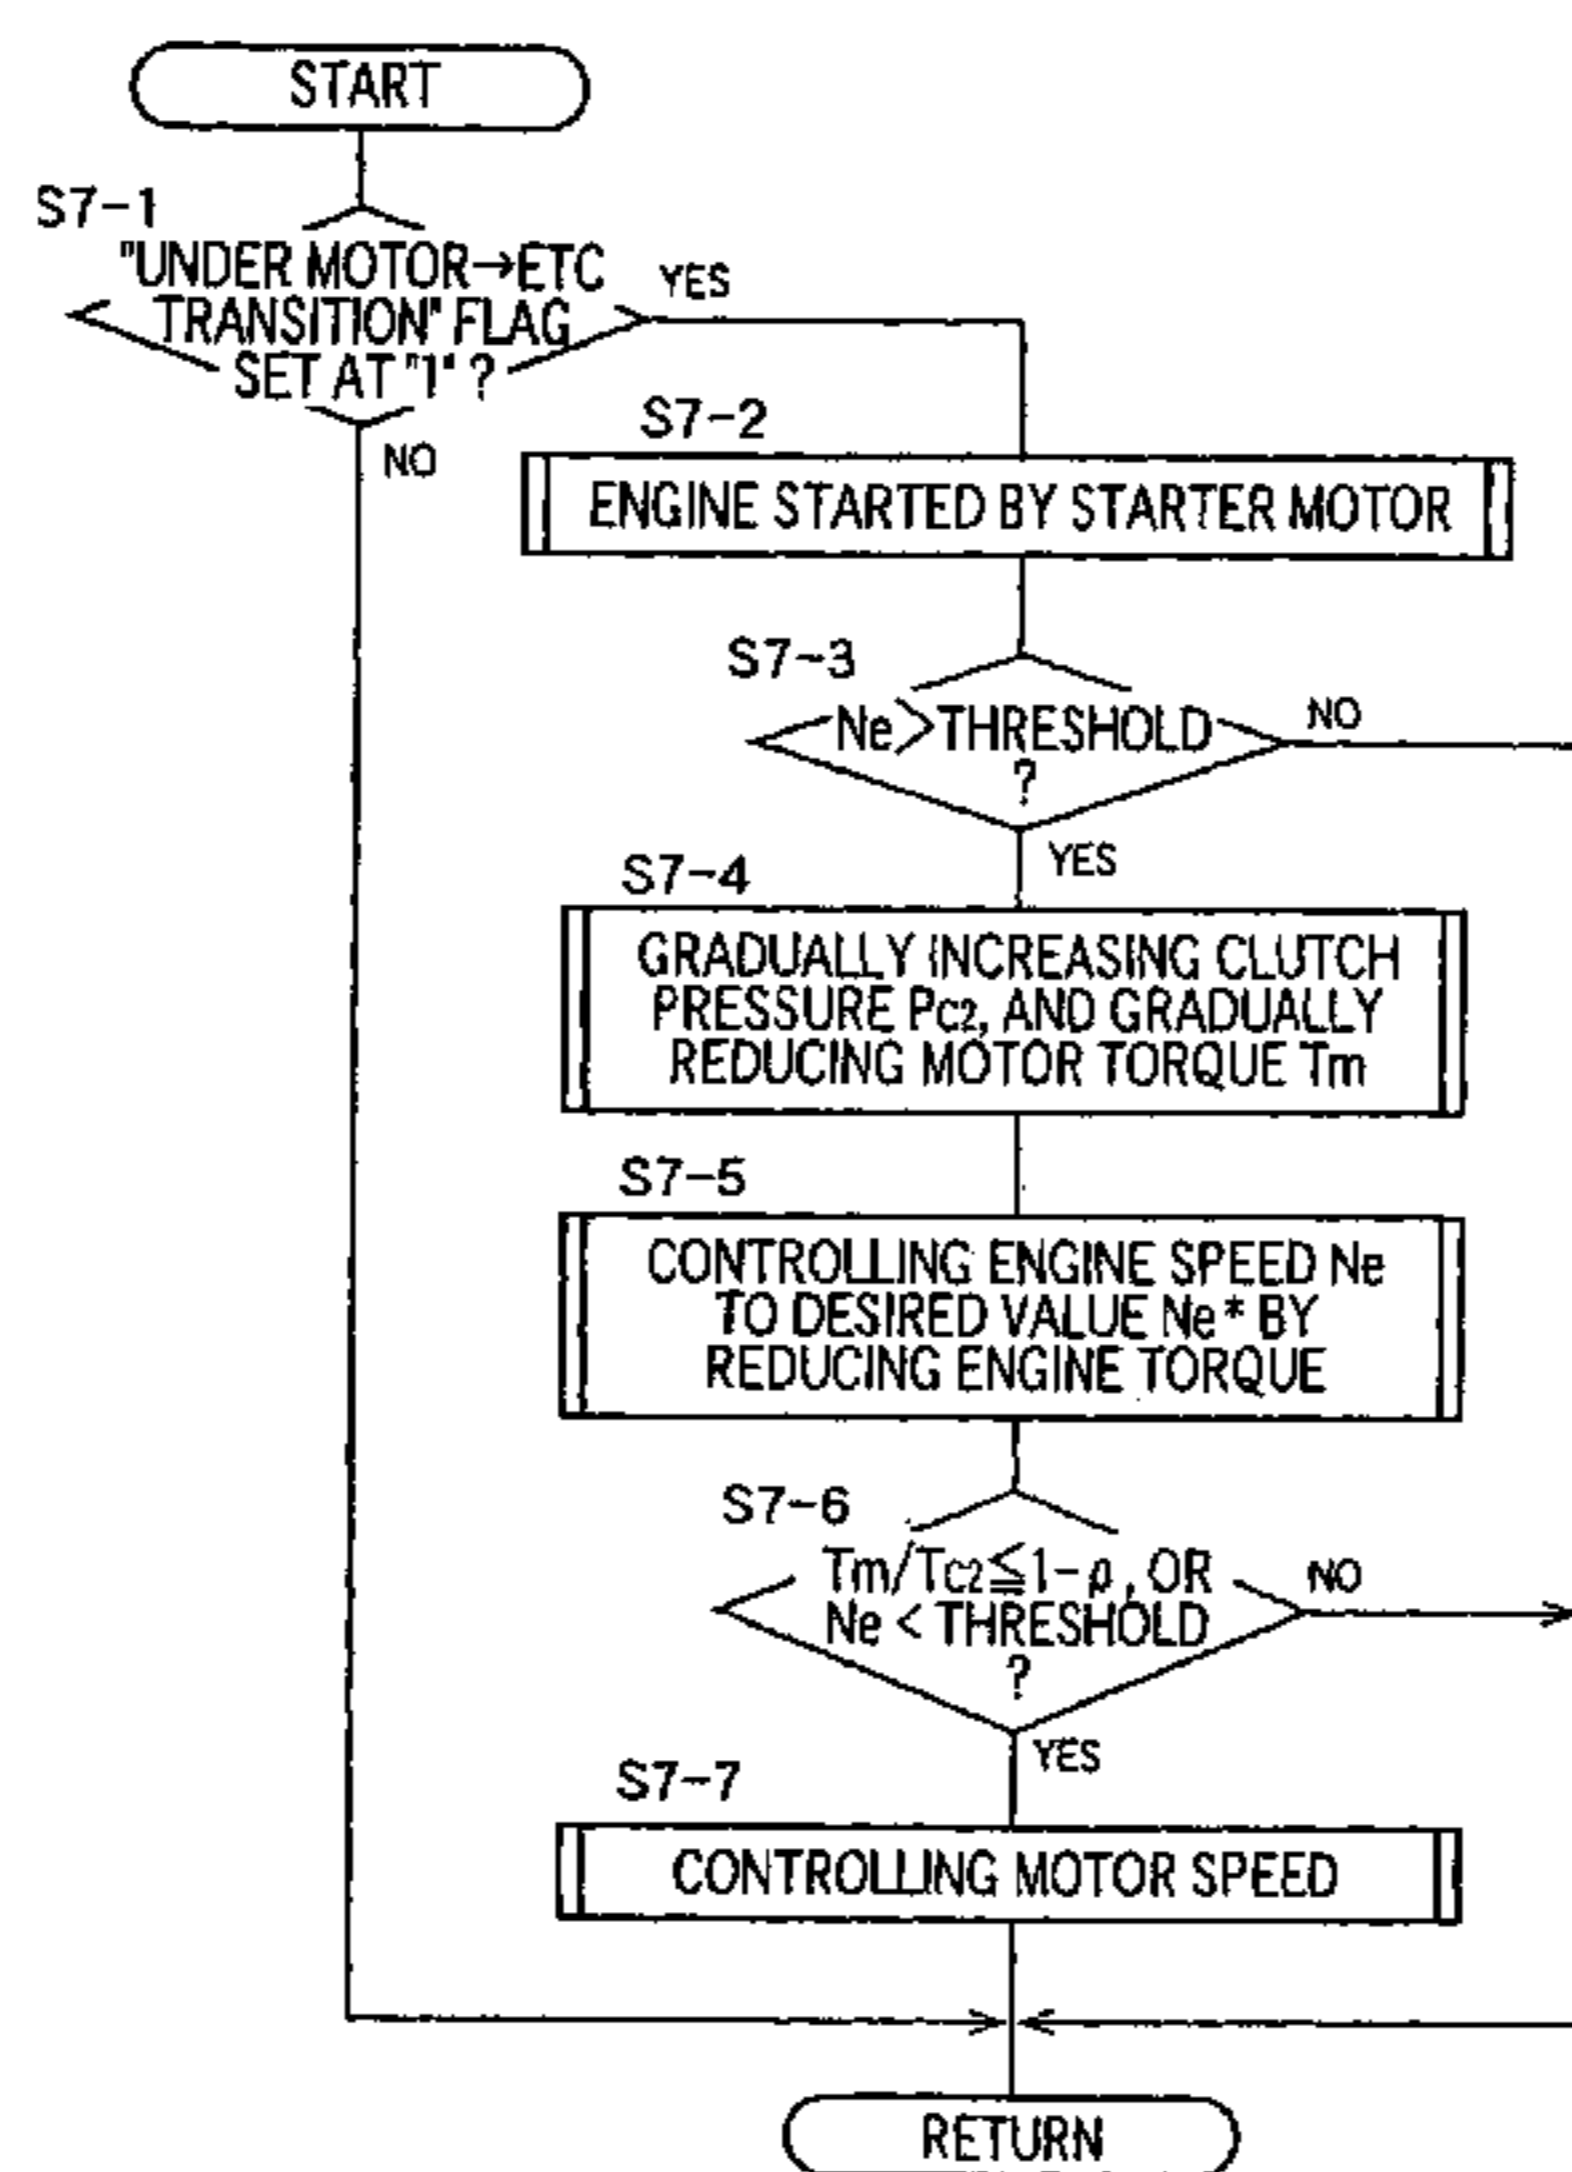 START
S7-1
"UNDER MOTOR→ETC
TRANSITION" FLAG
SET AT "1" ?
YES
NO
S7-2
ENGINE STARTED BY STARTER MOTOR
S7-3
Ne>THRESHOLD
?
NO
YES
S7-4
GRADUALLY INCREASING CLUTCH
PRESSURE PC2, AND GRADUALLY
REDUCING MOTOR TORQUE Tm
S7-5
CONTROLLING ENGINE SPEED Ne
TO DESIRED VALUE Ne* BY
REDUCING ENGINE TORQUE
S7-6
Tm/TC2≦1-ρ, OR
Ne < THRESHOLD
?
NO
YES
S7-7
CONTROLLING MOTOR SPEED
RETURN